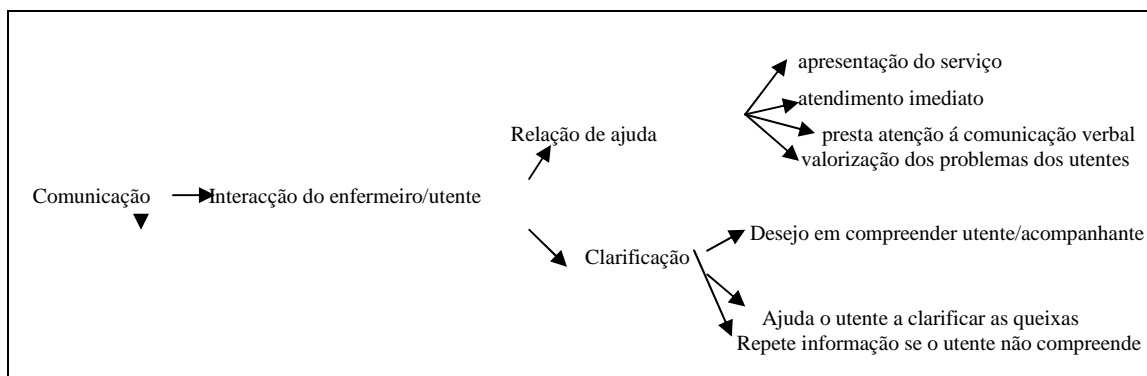 apresentação do serviço
atendimento imediato
Relação de ajuda
presta atenção á comunicação verbal
valorização dos problemas dos utentes
Comunicação
Interacção do enfermeiro/utente
Desejo em compreender utente/acompanhante
Clarificação
Ajuda o utente a clarificar as queixas
Repete informação se o utente não compreende